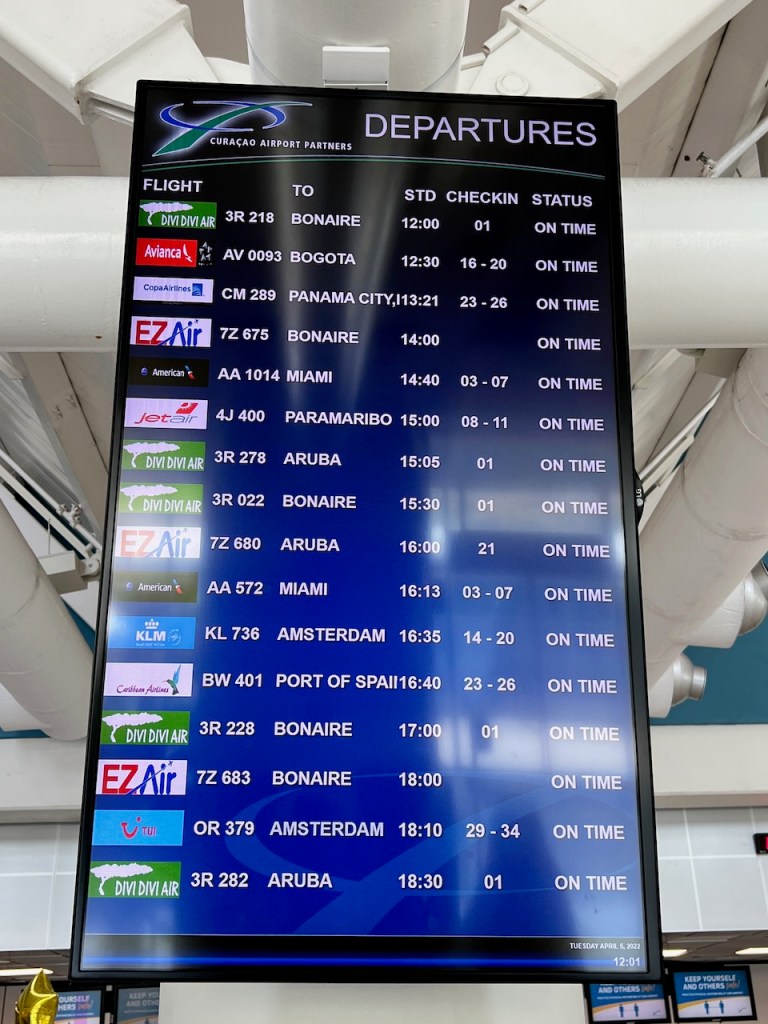 CURAÇAO AIRPORT PARTNERS DEPARTURES
FLIGHT TO STD CHECKIN STATUS
DIVI DIVI AIR 3R 218 BONAIRE 12:00 01 ON TIME
Avianca AV 0093 BOGOTA 12:30 16 - 20 ON TIME
CopaAirlines CM 289 PANAMA CITY, 13:21 23 - 26 ON TIME
EZAir 7Z 675 BONAIRE 14:00 ON TIME
American AA 1014 MIAMI 14:40 03 - 07 ON TIME
jetair 4J 400 PARAMARIBO 15:00 08 - 11 ON TIME
DIVI DIVI AIR 3R 278 ARUBA 15:05 01 ON TIME
DIVI DIVI AIR 3R 022 BONAIRE 15:30 01 ON TIME
EZAir 7Z 680 ARUBA 16:00 21 ON TIME
American AA 572 MIAMI 16:13 03 - 07 ON TIME
KLM KL 736 AMSTERDAM 16:35 14 - 20 ON TIME
Caribbean Airlines BW 401 PORT OF SPAI 16:40 23 - 26 ON TIME
DIVI DIVI AIR 3R 228 BONAIRE 17:00 01 ON TIME
EZAir 7Z 683 BONAIRE 18:00 ON TIME
TUI OR 379 AMSTERDAM 18:10 29 - 34 ON TIME
DIVI DIVI AIR 3R 282 ARUBA 18:30 01 ON TIME
TUESDAY APRIL 5, 2022
12:01
LG
OURSELF
OTHERS
AND OTHERS
KEEP YOURSELF
AND OTHERS